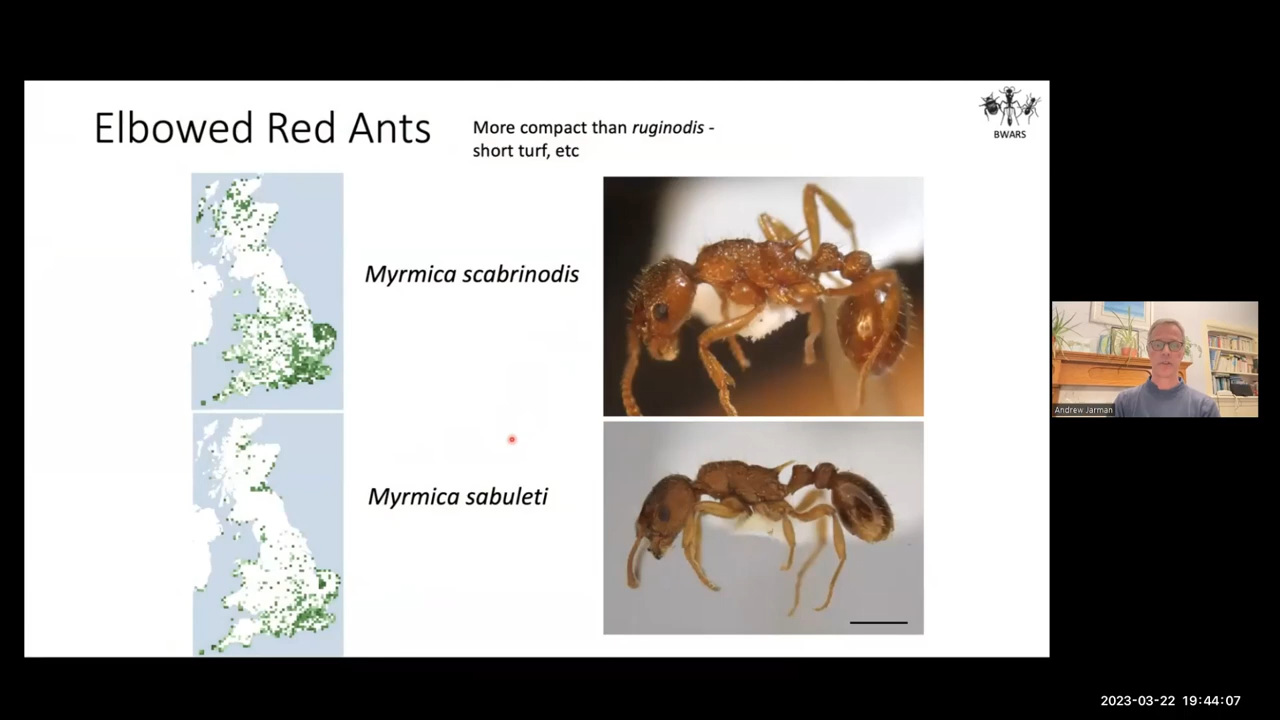 Elbowed Red Ants
More compact than ruginodis -
short turf, etc
BWARS
Myrmica scabrinodis
Myrmica sabuleti
Andrew Jarman
2023-03-22 19:44:07